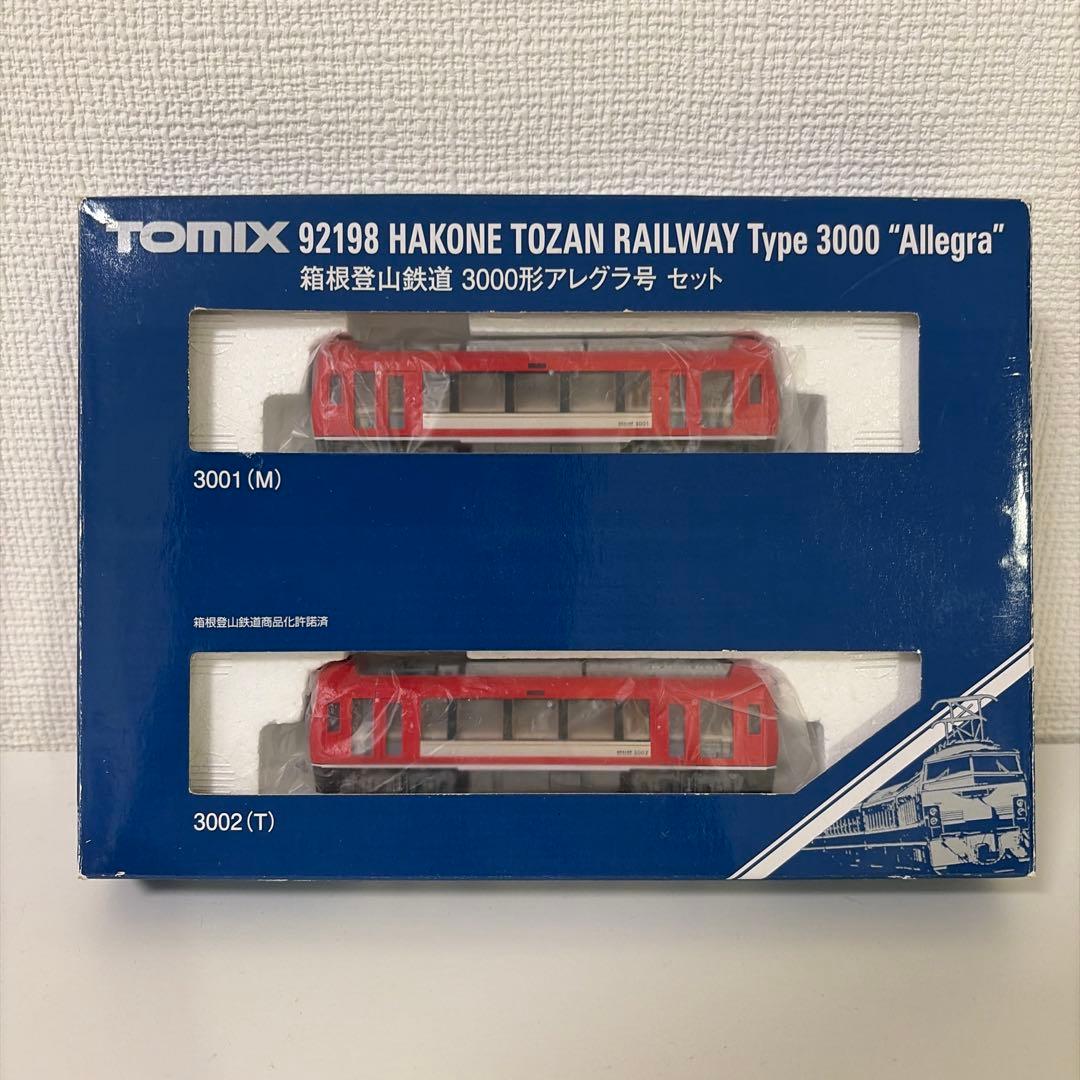 TOMIX 92198 HAKONE TOZAN RAILWAY Type 3000 “Allegra”
箱根登山鉄道 3000形アレグラ号 セット
3001
3001(M)
箱根登山鉄道商品化許諾済
3002
3002(T)